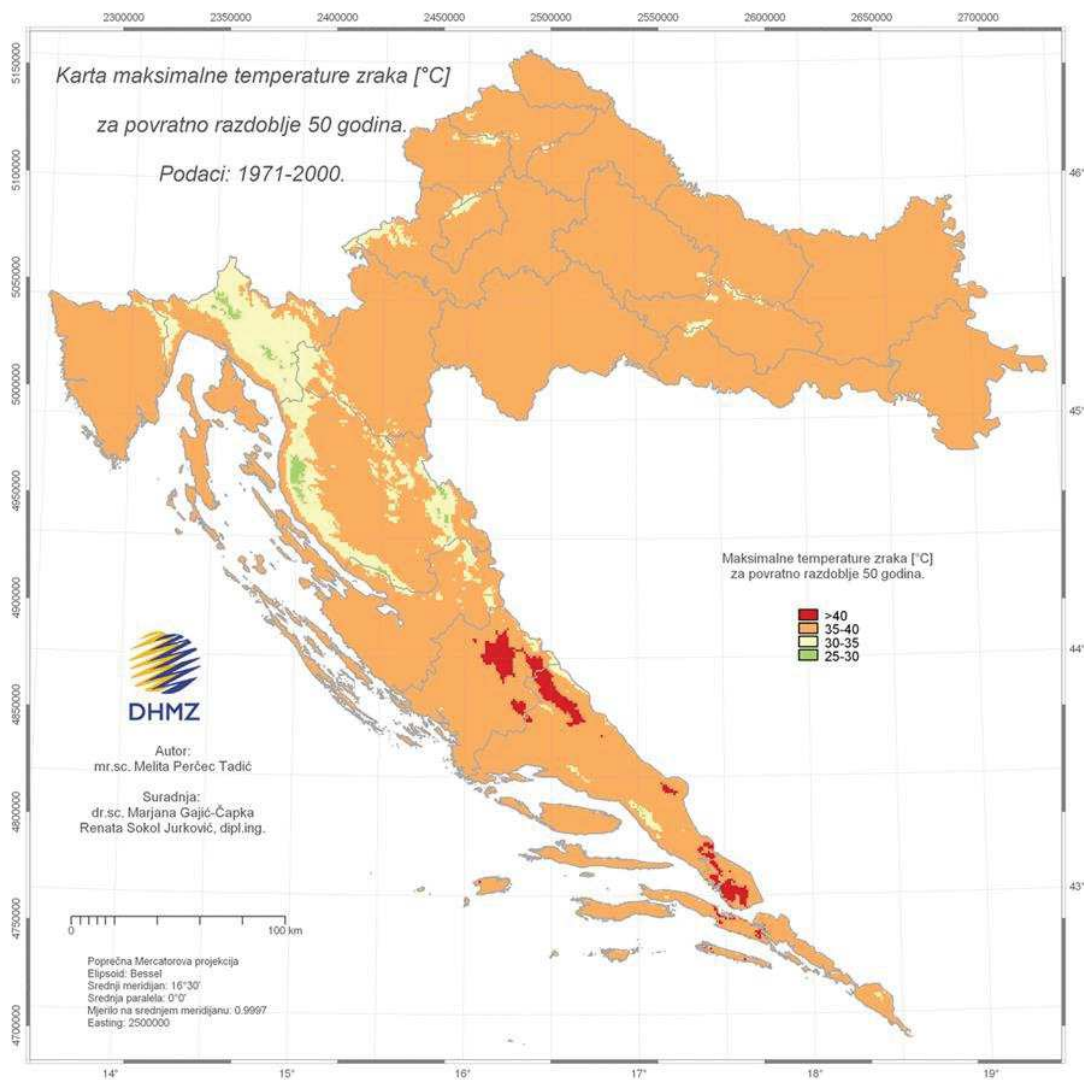 2300000 2350000 2400000 2450000 2500000 2550000 2600000 2650000 2700000
Karta maksimalne temperature zraka [°C]
za povratno razdoblje 50 godina.
Podaci: 1971-2000.
5150000
5100000
5050000
5000000
4950000
4900000
4850000
4800000
4750000
4700000
46°
45°
44°
43°
Maksimalne temperature zraka [°C]
za povratno razdoblje 50 godina.
>40
35-40
30-35
25-30
DHMZ
Autor:
mr.sc. Melita Perčec Tadić
Suradnja:
dr.sc. Marjana Gajić-Čapka
Renata Sokol Jurković, dipl.ing.
0 100 km
Poprečna Mercatorova projekcija
Elipsoid: Bessel
Srednji meridijan: 16°30'
Srednja paralela: 0°0'
Mjerilo na srednjem meridijanu: 0.9997
Easting: 2500000
14° 15° 16° 17° 18° 19°